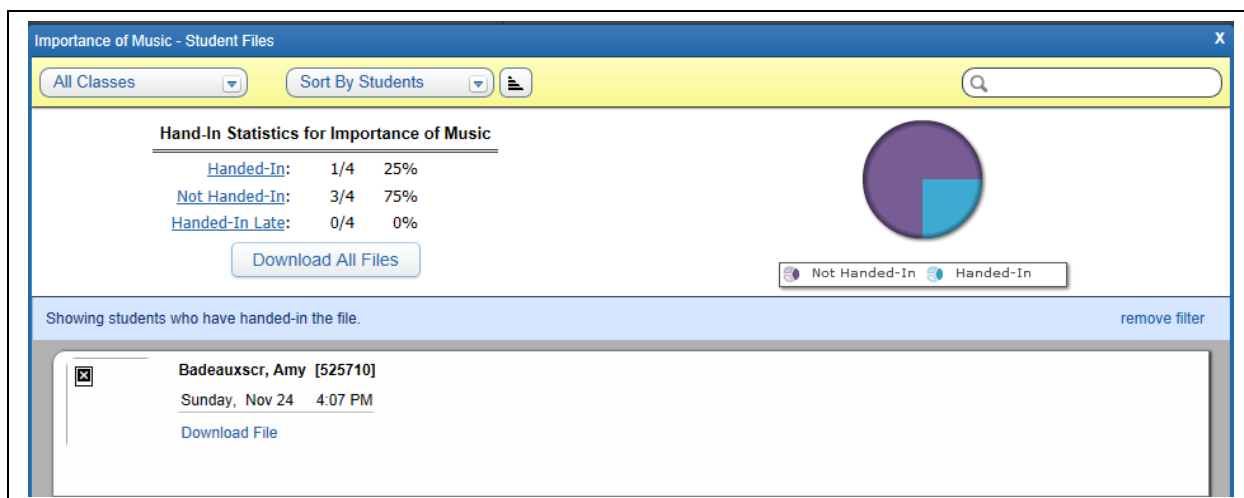 Importance of Music - Student Files X
All Classes Sort By Students
Hand-In Statistics for Importance of Music
Handed-In: 1/4 25%
Not Handed-In: 3/4 75%
Handed-In Late: 0/4 0%
Download All Files
Not Handed-In Handed-In
Showing students who have handed-in the file. remove filter
Badeauxscr, Amy [525710]
Sunday, Nov 24 4:07 PM
Download File